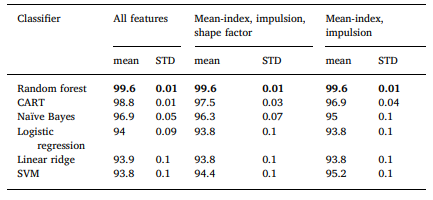 Classifier All features Mean-index, impulsion, Mean-index,
shape factor impulsion
mean STD mean STD mean STD
Random forest 99.6 0.01 99.6 0.01 99.6 0.01
CART 98.8 0.01 97.5 0.03 96.9 0.04
Naïve Bayes 96.9 0.05 96.3 0.07 95 0.1
Logistic 94 0.09 93.8 0.1 93.8 0.1
regression
Linear ridge 93.9 0.1 93.8 0.1 93.8 0.1
SVM 93.8 0.1 94.4 0.1 95.2 0.1